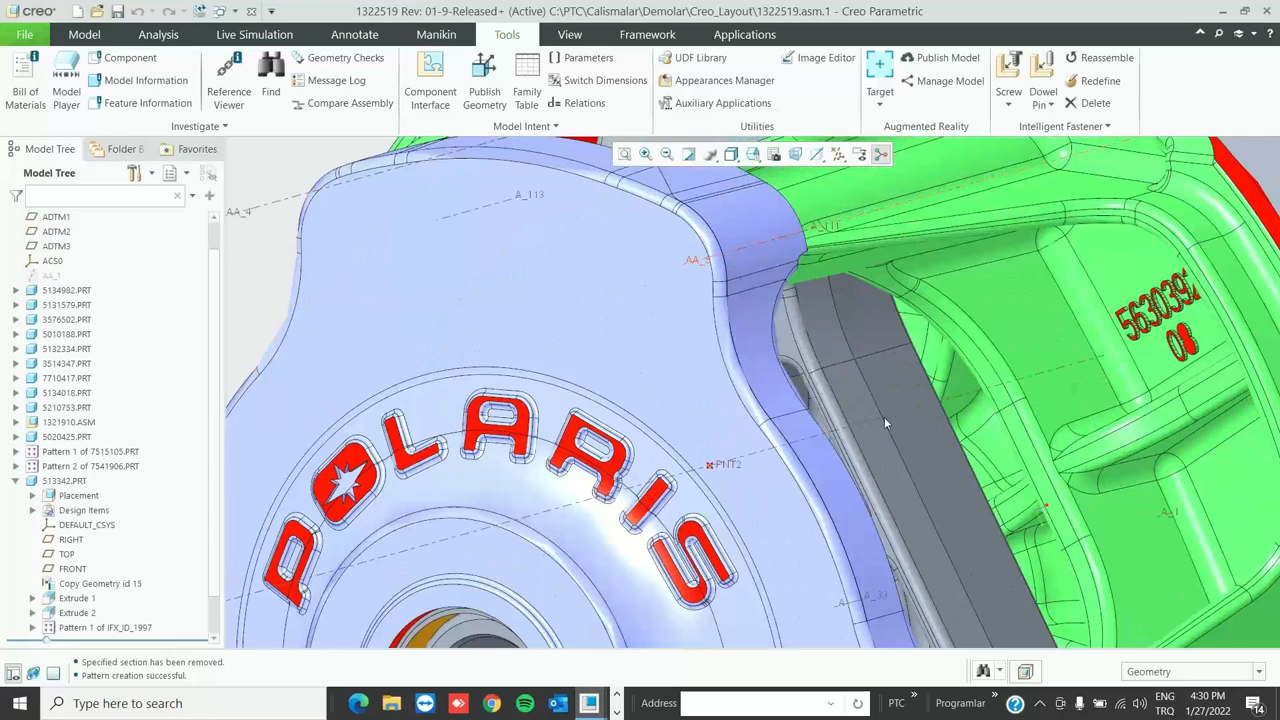 creo
1322519 Rev: 01-9-Released+ (Active) C:\PTC\Calismalar\Demolar\Creo_Layout\1322519.asm.1 - Creo Parametric
File Model Analysis Live Simulation Annotate Manikin Tools View Framework Applications
Bill of Materials
Model Player
Component
Model Information
Feature Information
Reference Viewer
Find
Geometry Checks
Message Log
Compare Assembly
Investigate
Component Interface
Publish Geometry
Family Table
Parameters
Switch Dimensions
d= Relations
Model Intent
UDF Library
Appearances Manager
Auxiliary Applications
Image Editor
Utilities
Target
Publish Model
Manage Model
Augmented Reality
Screw
Dowel Pin
Reassemble
Redefine
Delete
Intelligent Fastener
Model Tree Folder B Favorites
Model Tree
ADTM1
ADTM2
ADTM3
ACS0
AA_1
5134982.PRT
5131579.PRT
3576502.PRT
5010188.PRT
5132334.PRT
3514347.PRT
7710417.PRT
5134018.PRT
5210753.PRT
1321910.ASM
5020425.PRT
Pattern 1 of 7515105.PRT
Pattern 2 of 7541906.PRT
513342.PRT
Placement
Design Items
DEFAULT_CSYS
RIGHT
TOP
FRONT
Copy Geometry id 15
Extrude 1
Extrude 2
Pattern 1 of iFX_ID_1997
AA_4
A_113
A_111
PNT2
A_33
A_1
POLARIS
5630392
08
• Specified section has been removed.
• Pattern creation successful.
Geometry
Type here to search
Address
PTC
Programlar
ENG
TR
4:30 PM
1/27/2022
14